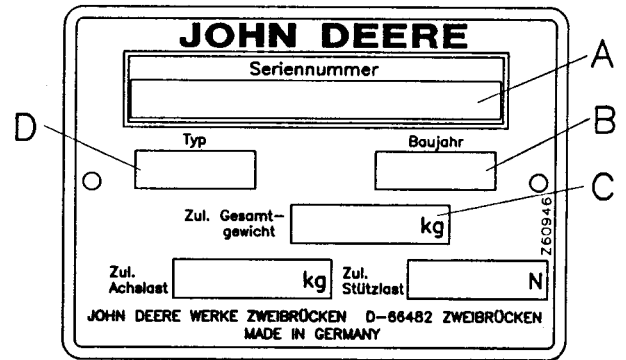 JOHN DEERE
Seriennummer
A
D
Typ
Baujahr
B
Zul. Gesamt-
gewicht
kg
C
Z60946
Zul.
Achslast
kg
Zul.
Stützlast
N
JOHN DEERE WERKE ZWEIBRÜCKEN D-66482 ZWEIBRÜCKEN
MADE IN GERMANY